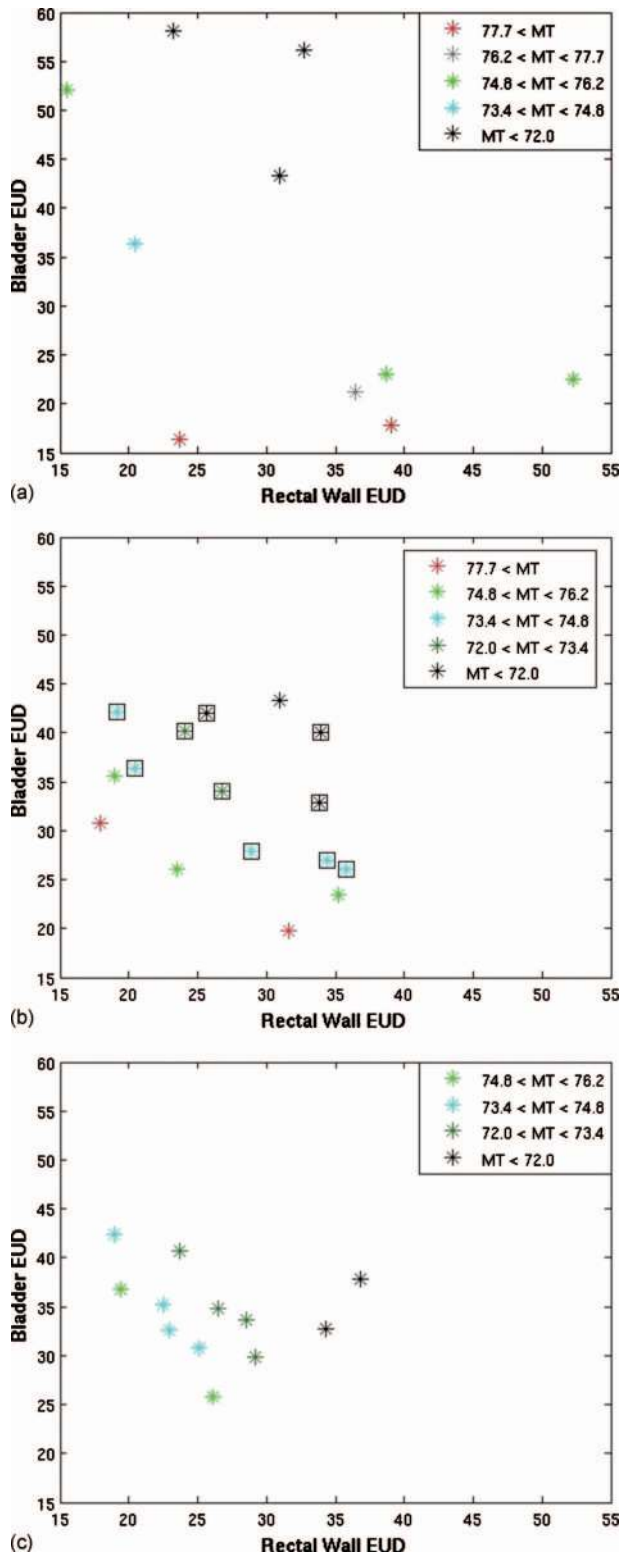 60
55
50
45
40
35
30
25
20
15
Bladder EUD
77.7 < MT
76.2 < MT < 77.7
74.8 < MT < 76.2
73.4 < MT < 74.8
MT < 72.0
15 20 25 30 35 40 45 50 55
(a) Rectal Wall EUD
60
55
50
45
40
35
30
25
20
15
Bladder EUD
77.7 < MT
74.8 < MT < 76.2
73.4 < MT < 74.8
72.0 < MT < 73.4
MT < 72.0
15 20 25 30 35 40 45 50 55
(b) Rectal Wall EUD
60
55
50
45
40
35
30
25
20
15
Bladder EUD
74.8 < MT < 76.2
73.4 < MT < 74.8
72.0 < MT < 73.4
MT < 72.0
15 20 25 30 35 40 45 50 55
(c) Rectal Wall EUD